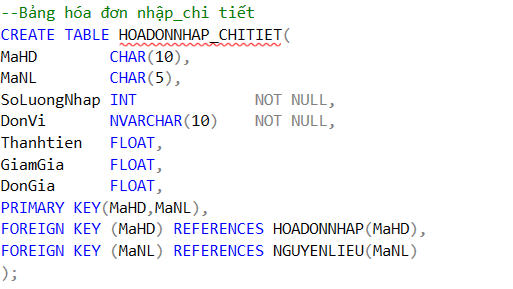 --Bảng hóa đơn nhập_chi tiết
CREATE TABLE HOADONNHAP_CHITIET(
MaHD CHAR(10),
MaNL CHAR(5),
SoLuongNhap INT NOT NULL,
DonVi NVARCHAR(10) NOT NULL,
Thanhtien FLOAT,
GiamGia FLOAT,
DonGia FLOAT,
PRIMARY KEY(MaHD,MaNL),
FOREIGN KEY (MaHD) REFERENCES HOADONNHAP(MaHD),
FOREIGN KEY (MaNL) REFERENCES NGUYENLIEU(MaNL)
);